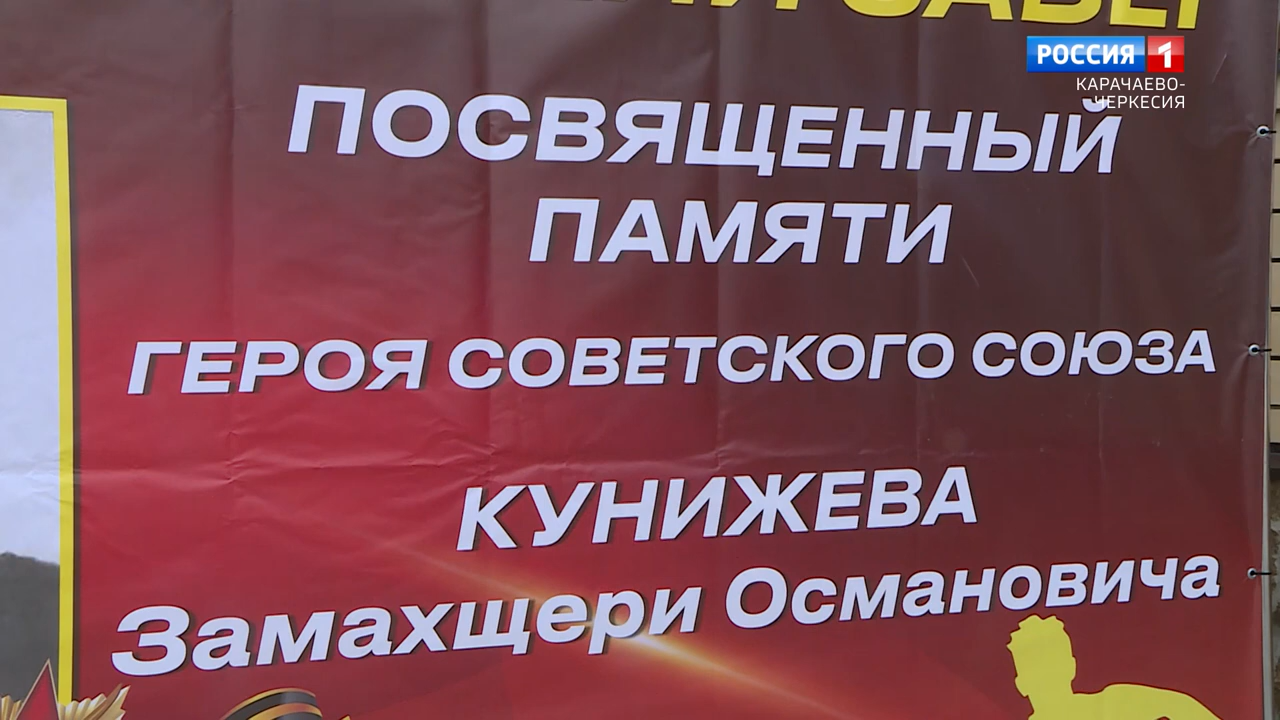 РОССИЯ 1
КАРАЧАЕВО-
ЧЕРКЕСИЯ
ПОСВЯЩЕННЫЙ
ПАМЯТИ
ГЕРОЯ СОВЕТСКОГО СОЮЗА
КУНИЖЕВА
Замахщери Османовича